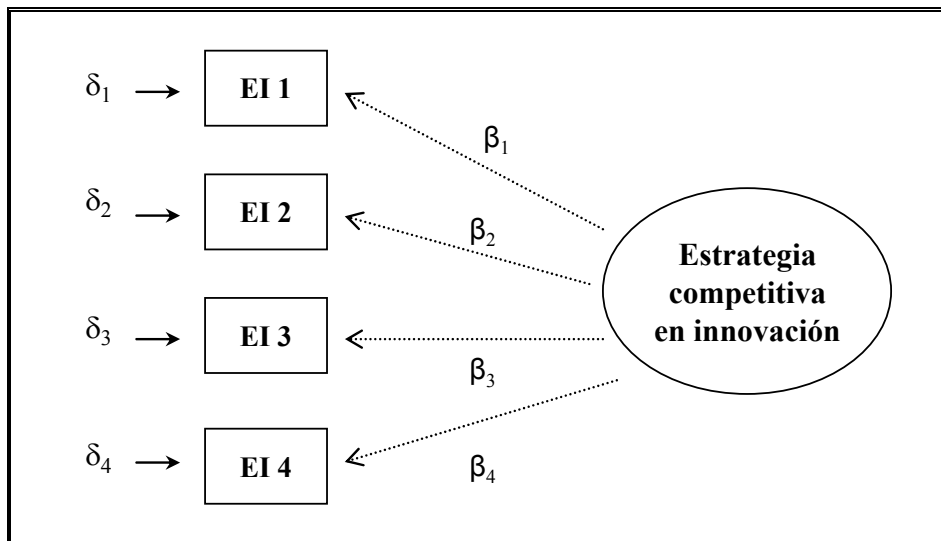 δ₁
EI 1
β₁
δ₂
EI 2
β₂
Estrategia
competitiva
en innovación
δ₃
EI 3
β₃
δ₄
EI 4
β₄